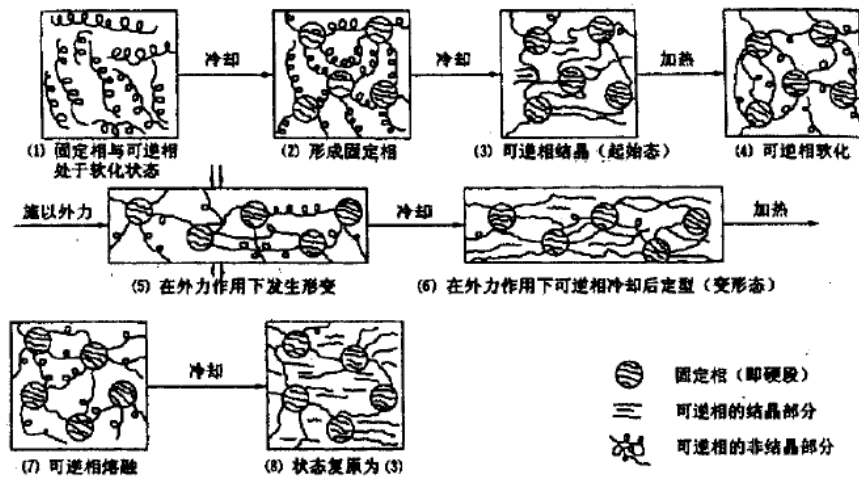 冷却
冷却
加热
(1) 固定相与可逆相
处于软化状态
(2) 形成固定相
(3) 可逆相结晶（起始态）
(4) 可逆相软化
施以外力
冷却
加热
(5) 在外力作用下发生形变
(6) 在外力作用下可逆相冷却后定型（变形态）
冷却
固定相（即硬段）
可逆相的结晶部分
可逆相的非结晶部分
(7) 可逆相熔融
(8) 状态复原为 (3)